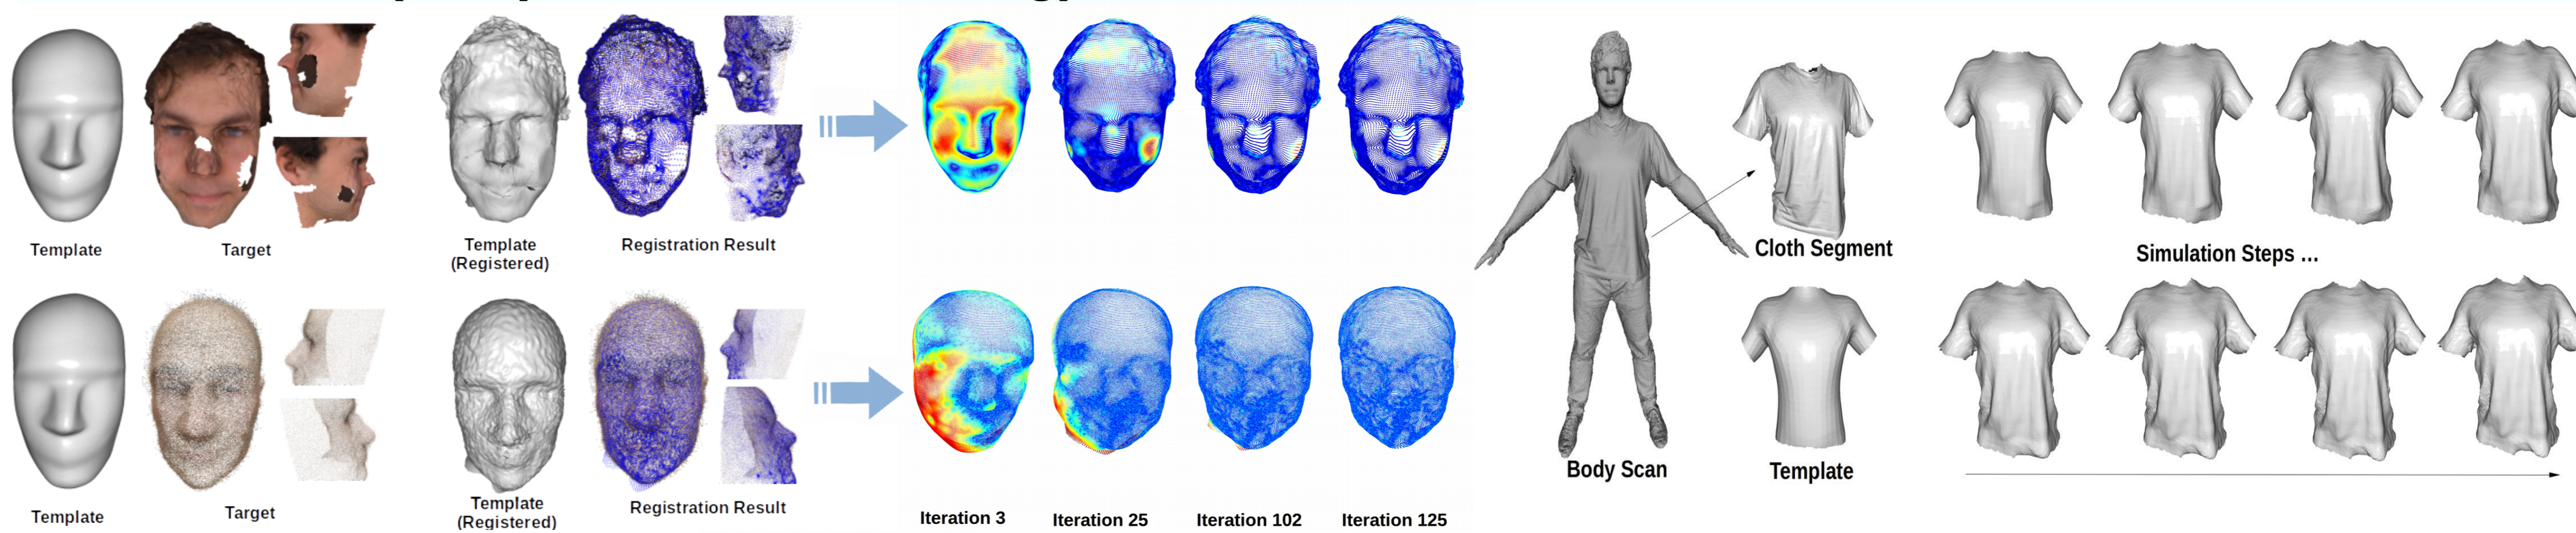 Template
Target
Template
(Registered)
Registration Result
Template
Target
Template
(Registered)
Registration Result
Iteration 3
Iteration 25
Iteration 102
Iteration 125
Cloth Segment
Body Scan
Template
Simulation Steps ...